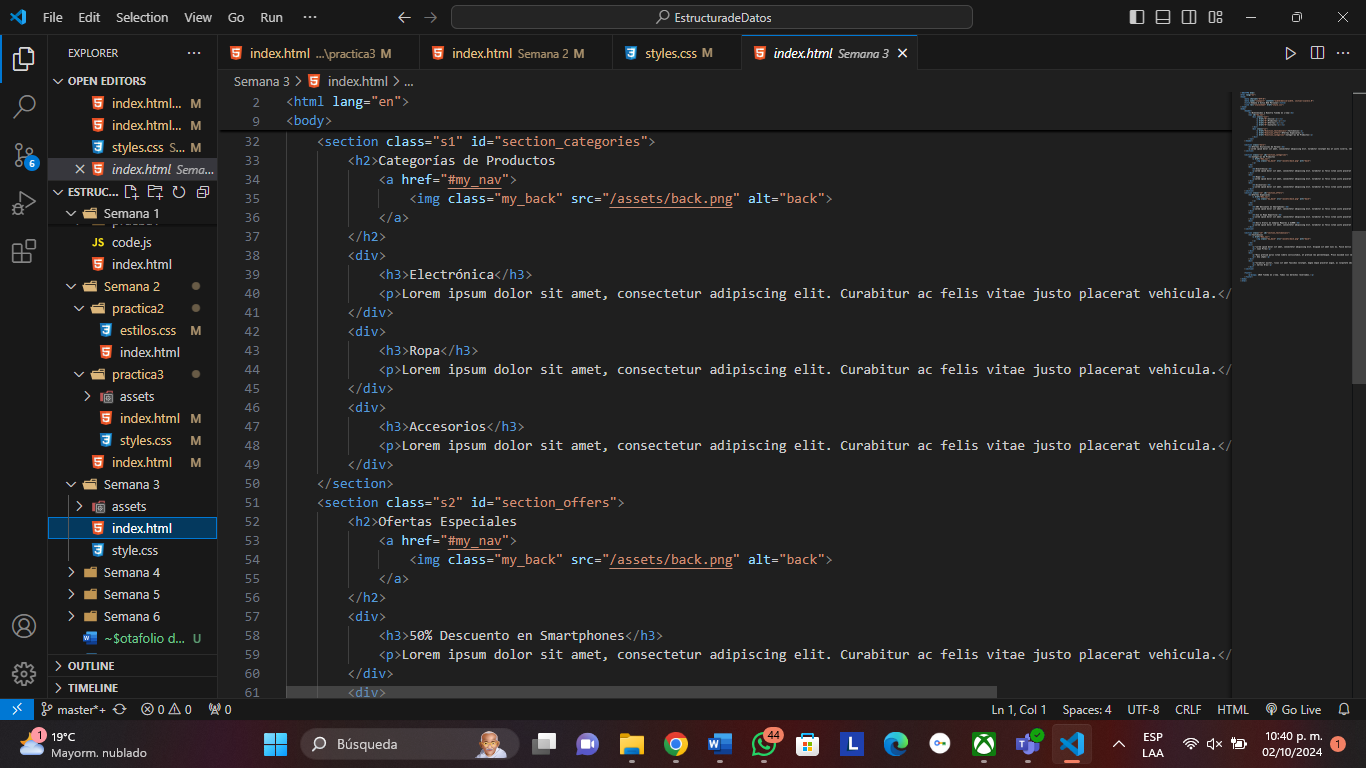 File Edit Selection View Go Run ··· EstructuradeDatos
EXPLORER ···
OPEN EDITORS
index.html... M
index.html... M
styles.css S... M
index.html Sema...
ESTRUC...
Semana 1
JS code.js
index.html
Semana 2
practica2
estilos.css M
index.html
practica3
assets
index.html M
styles.css M
index.html M
Semana 3
assets
index.html
style.css
Semana 4
Semana 5
Semana 6
~$otafolio d... U
OUTLINE
TIMELINE
6
index.html ...\practica3 M index.html Semana 2 M styles.css M index.html Semana 3
Semana 3 > index.html > ...
2 <html lang="en">
9 <body>
32 <section class="s1" id="section_categories">
33 <h2>Categorías de Productos
34 <a href="#my_nav">
35 <img class="my_back" src="/assets/back.png" alt="back">
36 </a>
37 </h2>
38 <div>
39 <h3>Electrónica</h3>
40 <p>Lorem ipsum dolor sit amet, consectetur adipiscing elit. Curabitur ac felis vitae justo placerat vehicula.</
41 </div>
42 <div>
43 <h3>Ropa</h3>
44 <p>Lorem ipsum dolor sit amet, consectetur adipiscing elit. Curabitur ac felis vitae justo placerat vehicula.</
45 </div>
46 <div>
47 <h3>Accesorios</h3>
48 <p>Lorem ipsum dolor sit amet, consectetur adipiscing elit. Curabitur ac felis vitae justo placerat vehicula.</
49 </div>
50 </section>
51 <section class="s2" id="section_offers">
52 <h2>Ofertas Especiales
53 <a href="#my_nav">
54 <img class="my_back" src="/assets/back.png" alt="back">
55 </a>
56 </h2>
57 <div>
58 <h3>50% Descuento en Smartphones</h3>
59 <p>Lorem ipsum dolor sit amet, consectetur adipiscing elit. Curabitur ac felis vitae justo placerat vehicula.</
60 </div>
61 <div>
master*+ 0 0 0 Ln 1, Col 1 Spaces: 4 UTF-8 CRLF HTML Go Live
1 19°C
Mayorm. nublado
Búsqueda
44
L
ESP
LAA
10:40 p. m.
02/10/2024
1